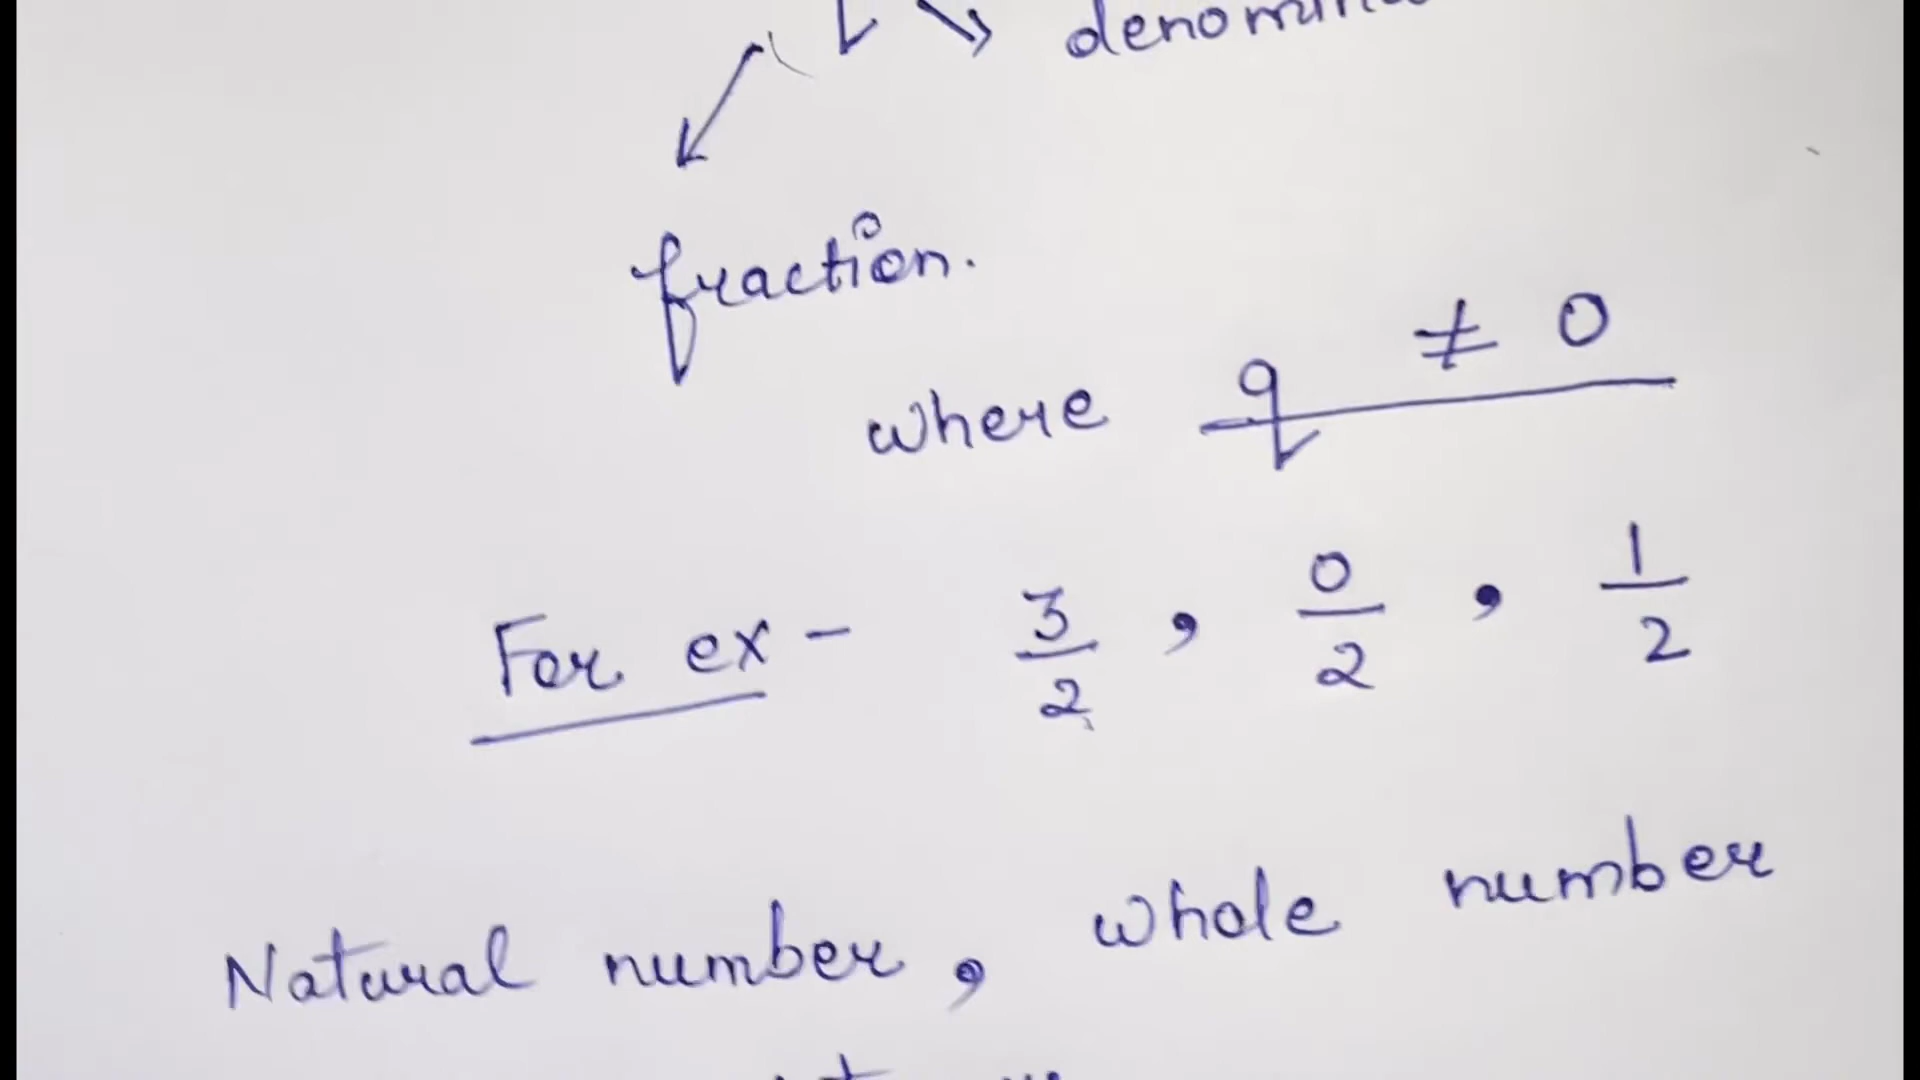 fraction.
where q ≠ 0
For ex - 3/2 , 0/2 , 1/2
Natural number , whole number